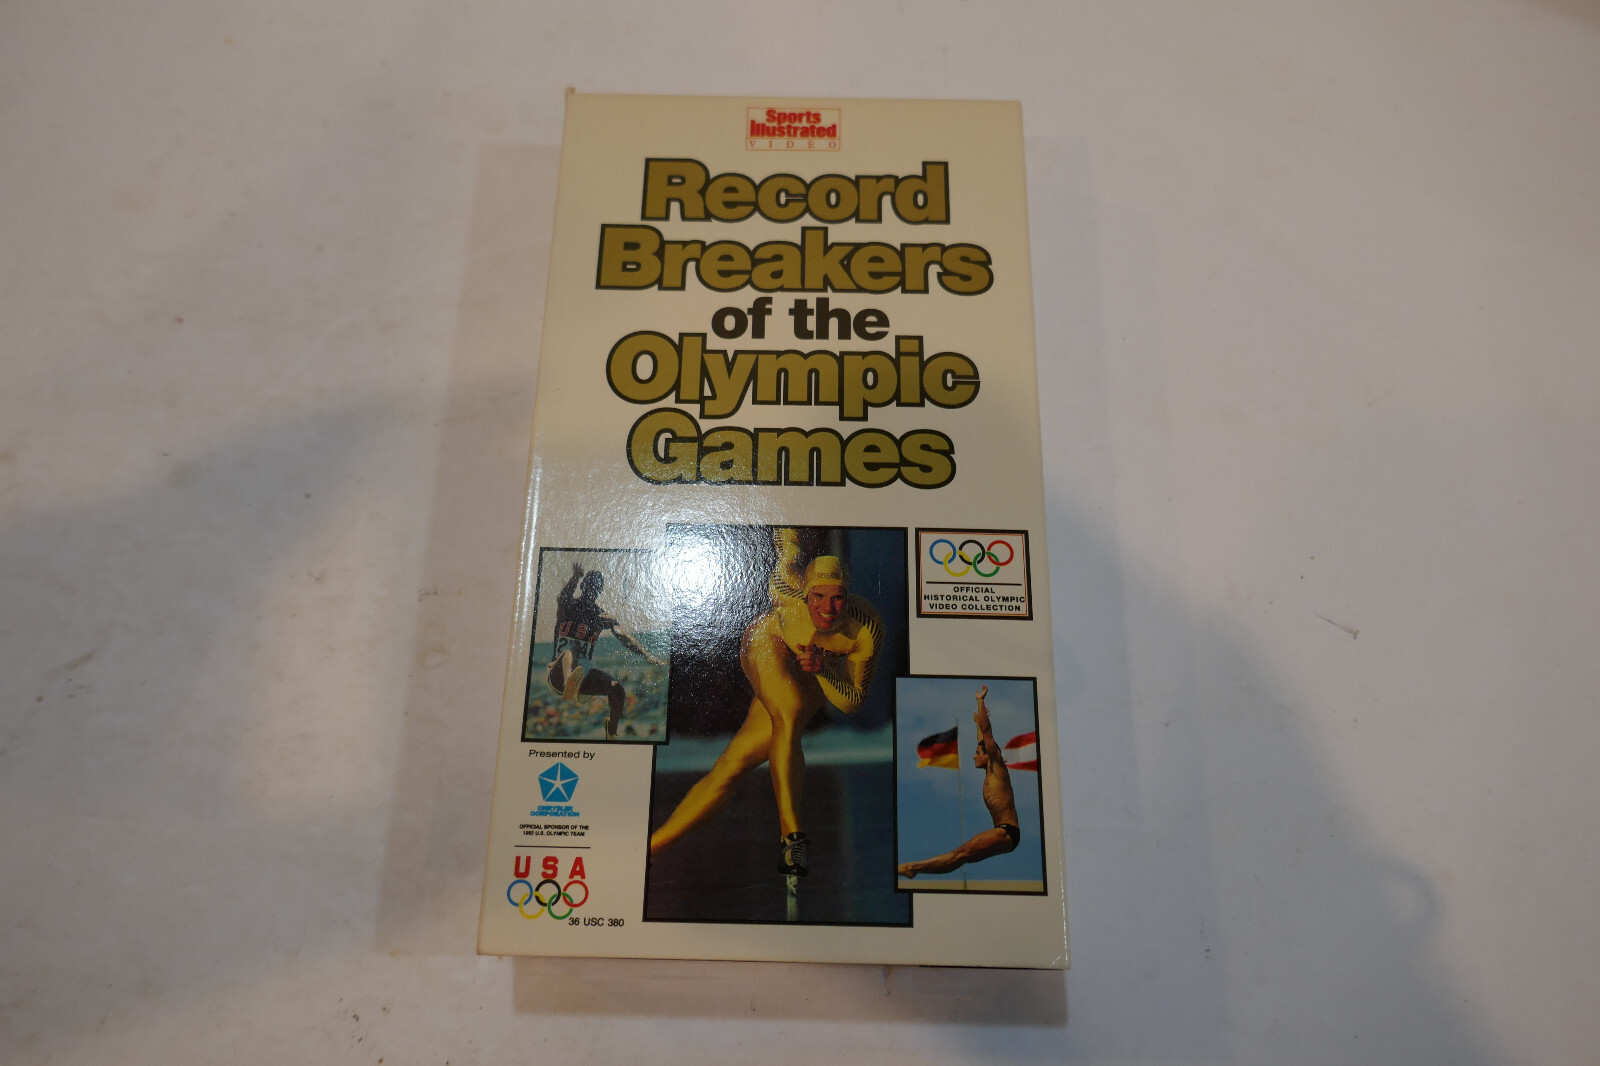 Sports
Illustrated
VIDEO
Record
Breakers
of the
Olympic
Games
OFFICIAL
HISTORICAL OLYMPIC
VIDEO COLLECTION
USA
Presented by
CHRYSLER
CORPORATION
OFFICIAL SPONSOR OF THE
1992 U.S. OLYMPIC TEAM
USA
36 USC 380